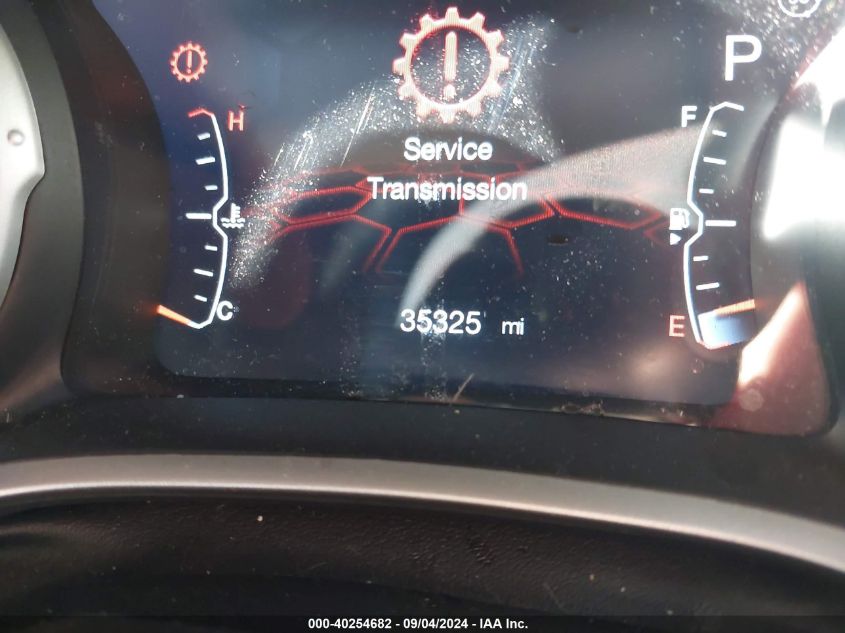 P
H
F
Service
Transmission
C
35325 mi
E
000-40254682 - 09/04/2024 - IAA Inc.